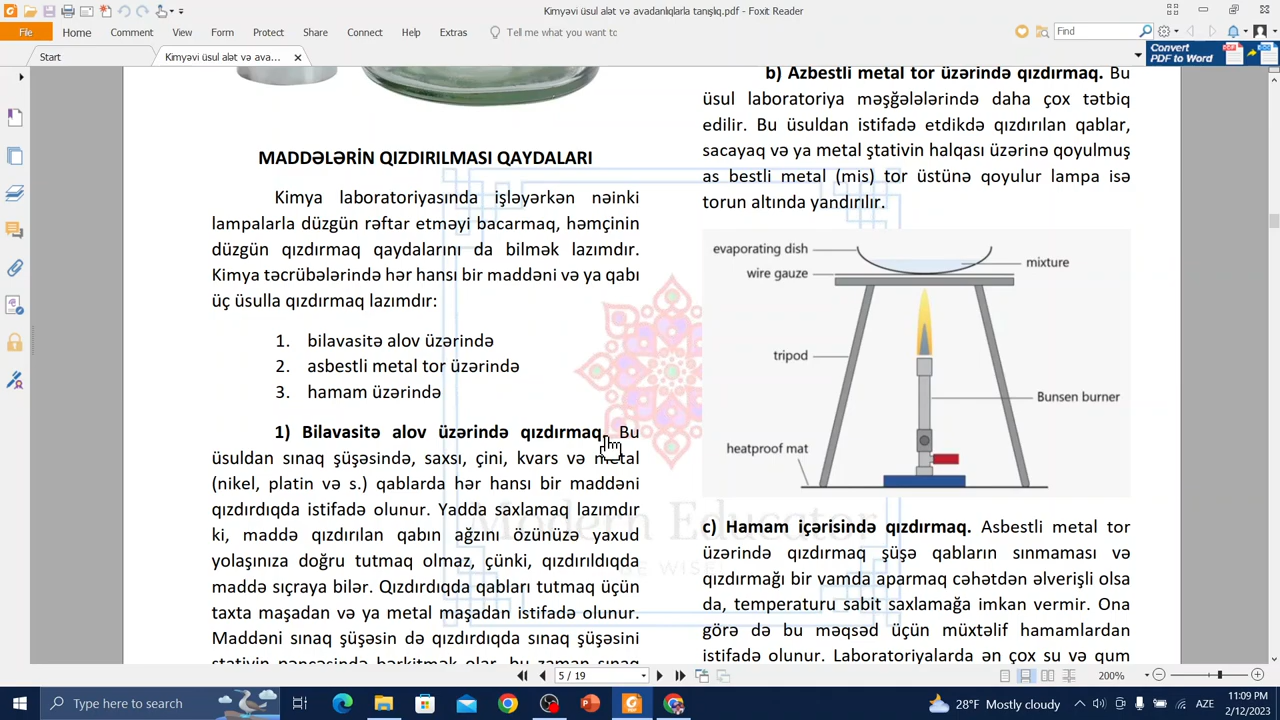 Kimyəvi üsul alət və avadanlıqlarla tanışlıq.pdf - Foxit Reader
File Home Comment View Form Protect Share Connect Help Extras Tell me what you want to Find
Start Kimyəvi üsul alət və ava... Convert PDF to Word
MADDƏLƏRİN QIZDIRILMASI QAYDALARI
Kimya laboratoriyasında işləyərkən nəinki
lampalarla düzgün rəftar etməyi bacarmaq, həmçinin
düzgün qızdırmaq qaydalarını da bilmək lazımdır.
Kimya təcrübələrində hər hansı bir maddəni və ya qabı
üç üsulla qızdırmaq lazımdır:
1. bilavasitə alov üzərində
2. asbestli metal tor üzərində
3. hamam üzərində
1) Bilavasitə alov üzərində qızdırmaq. Bu
üsuldan sınaq şüşəsində, saxsı, çini, kvars və metal
(nikel, platin və s.) qablarda hər hansı bir maddəni
qızdırdıqda istifadə olunur. Yadda saxlamaq lazımdır
ki, maddə qızdırılan qabın ağzını özünüzə yaxud
yolaşınıza doğru tutmaq olmaz, çünki, qızdırıldıqda
maddə sıçraya bilər. Qızdırdıqda qabları tutmaq üçün
taxta maşadan və ya metal maşadan istifadə olunur.
Maddəni sınaq şüşəsin də qızdırdıqda sınaq şüşəsini
ştativin pəncəsində bərkitmək olar, bu zaman sınaq
b) Azbestli metal tor üzərində qızdırmaq. Bu
üsul laboratoriya məşğələlərində daha çox tətbiq
edilir. Bu üsuldan istifadə etdikdə qızdırılan qablar,
sacayaq və ya metal ştativin halqası üzərinə qoyulmuş
as bestli metal (mis) tor üstünə qoyulur lampa isə
torun altında yandırılır.
evaporating dish
mixture
wire gauze
tripod
Bunsen burner
heatproof mat
c) Hamam içərisində qızdırmaq. Asbestli metal tor
üzərində qızdırmaq şüşə qabların sınmaması və
qızdırmağı bir vamda aparmaq cəhətdən əlverişli olsa
da, temperaturu sabit saxlamağa imkan vermir. Ona
görə də bu məqsəd üçün müxtəlif hamamlardan
istifadə olunur. Laboratoriyalarda ən çox su və qum
Modern Educator
BE WISE
5 / 19 200%
Type here to search 28°F Mostly cloudy AZE 11:09 PM
2/12/2023